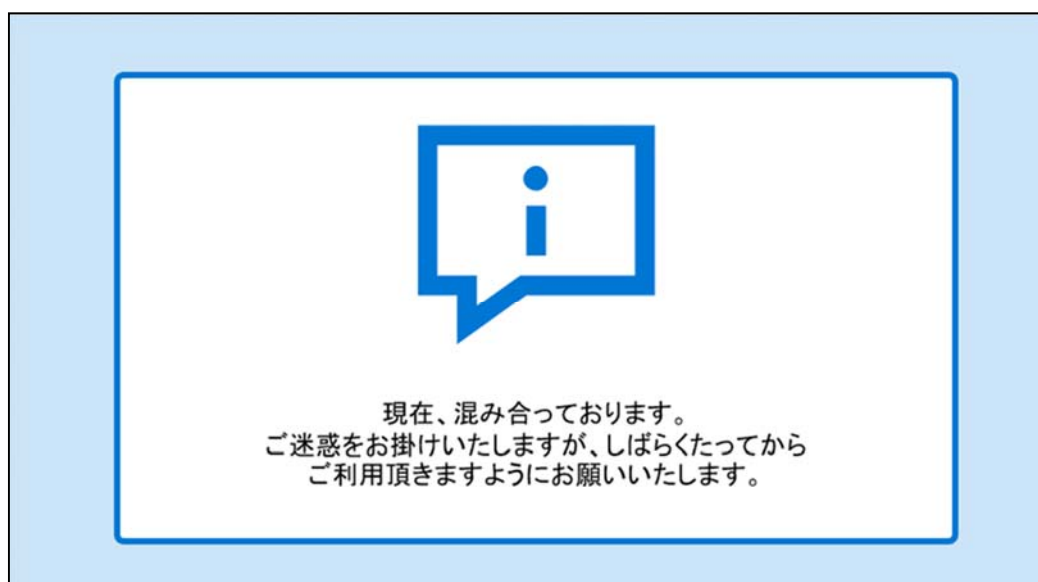 現在、混み合っております。
ご迷惑をお掛けいたしますが、しばらくたってから
ご利用頂きますようにお願いいたします。